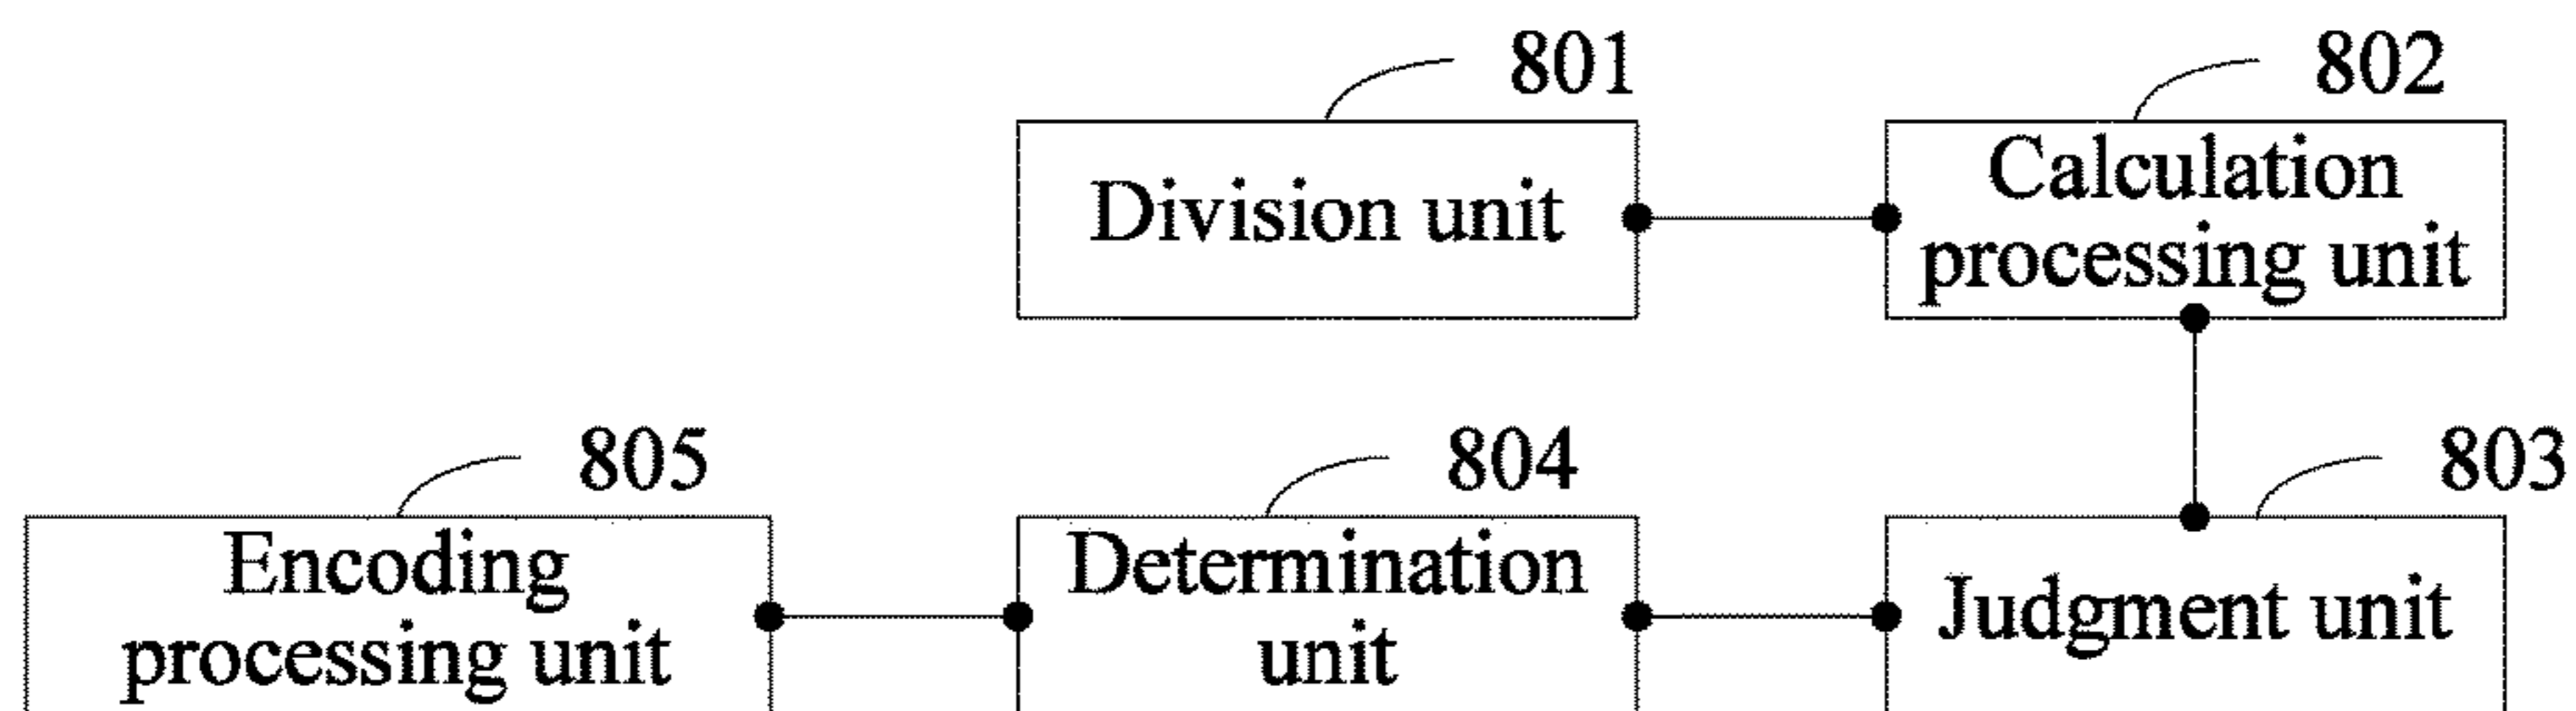 801
802
Division unit
Calculation
processing unit
805
804
803
Encoding
processing unit
Determination
unit
Judgment unit